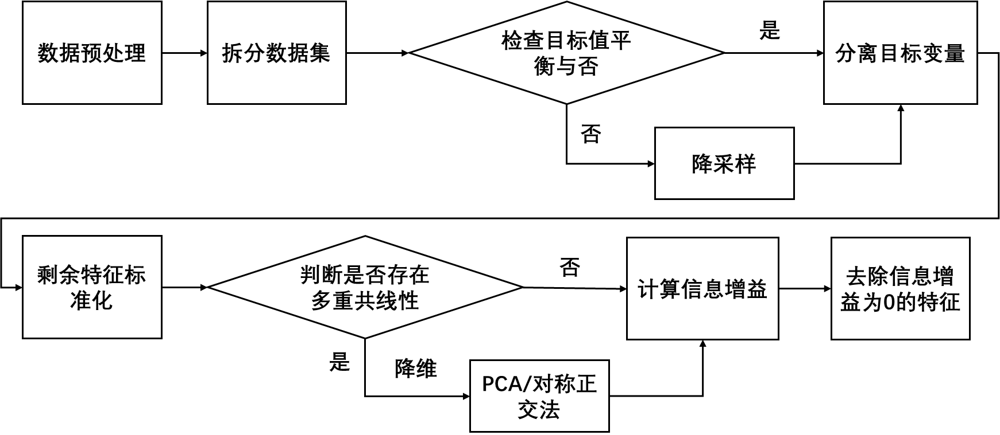 数据预处理
拆分数据集
检查目标值平
衡与否
是
分离目标变量
否
降采样
剩余特征标
准化
判断是否存在
多重共线性
否
计算信息增益
去除信息增
益为0的特征
是
降维
PCA/对称正
交法